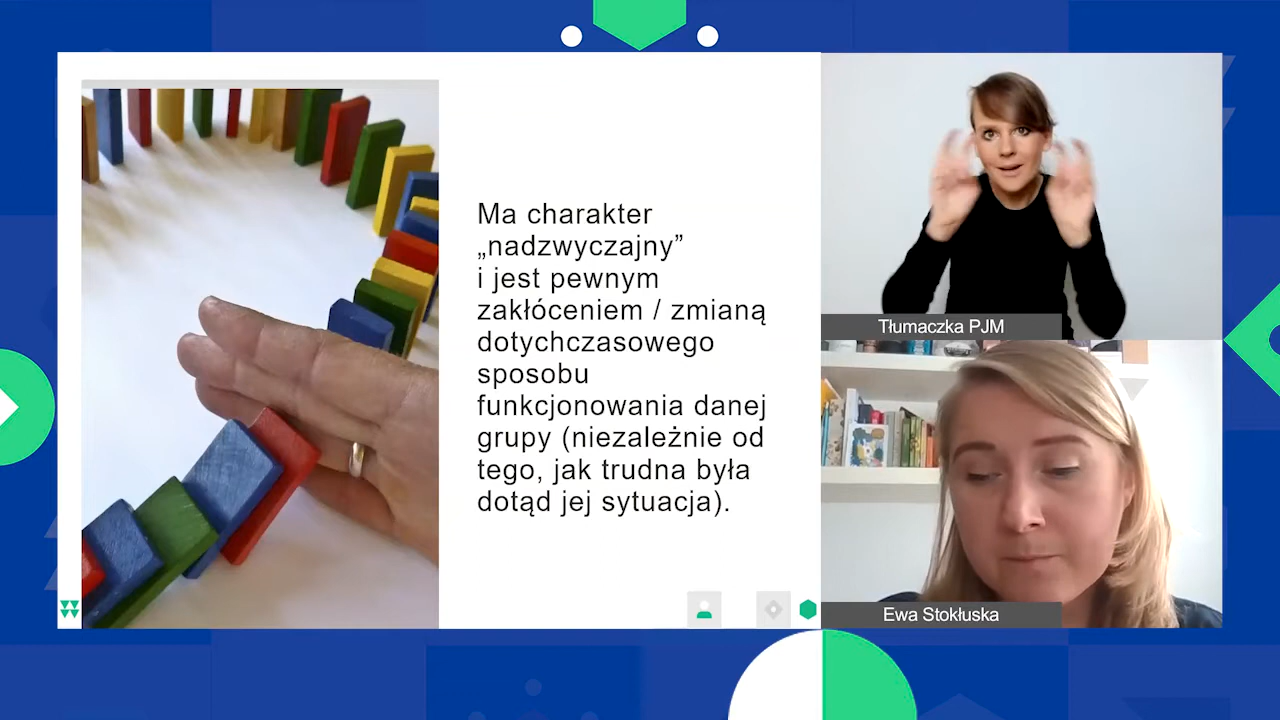 Ma charakter
„nadzwyczajny”
i jest pewnym
zakłóceniem / zmianą
dotychczasowego
sposobu
funkcjonowania danej
grupy (niezależnie od
tego, jak trudna była
dotąd jej sytuacja).
Tłumaczka PJM
Ewa Stokłuska